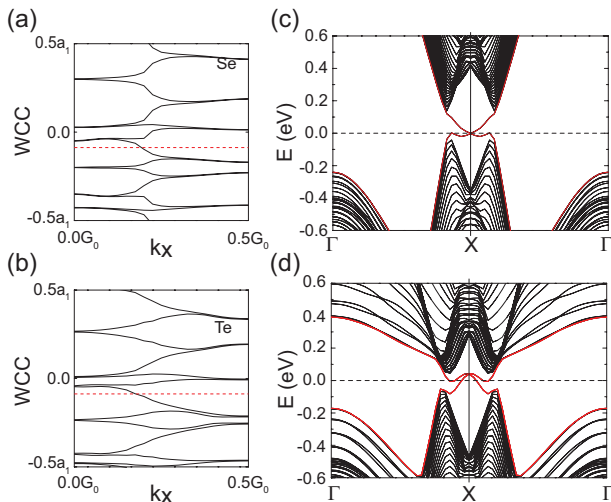 (a)
0.5a₁
Se
WCC
0.0
-0.5a₁
0.0G₀
kx
0.5G₀
(c)
0.6
0.4
0.2
E (eV)
0.0
-0.2
-0.4
-0.6
Γ
X
Γ
(b)
0.5a₁
Te
WCC
0.0
-0.5a₁
0.0G₀
kx
0.5G₀
(d)
0.6
0.4
0.2
E (eV)
0.0
-0.2
-0.4
-0.6
Γ
X
Γ